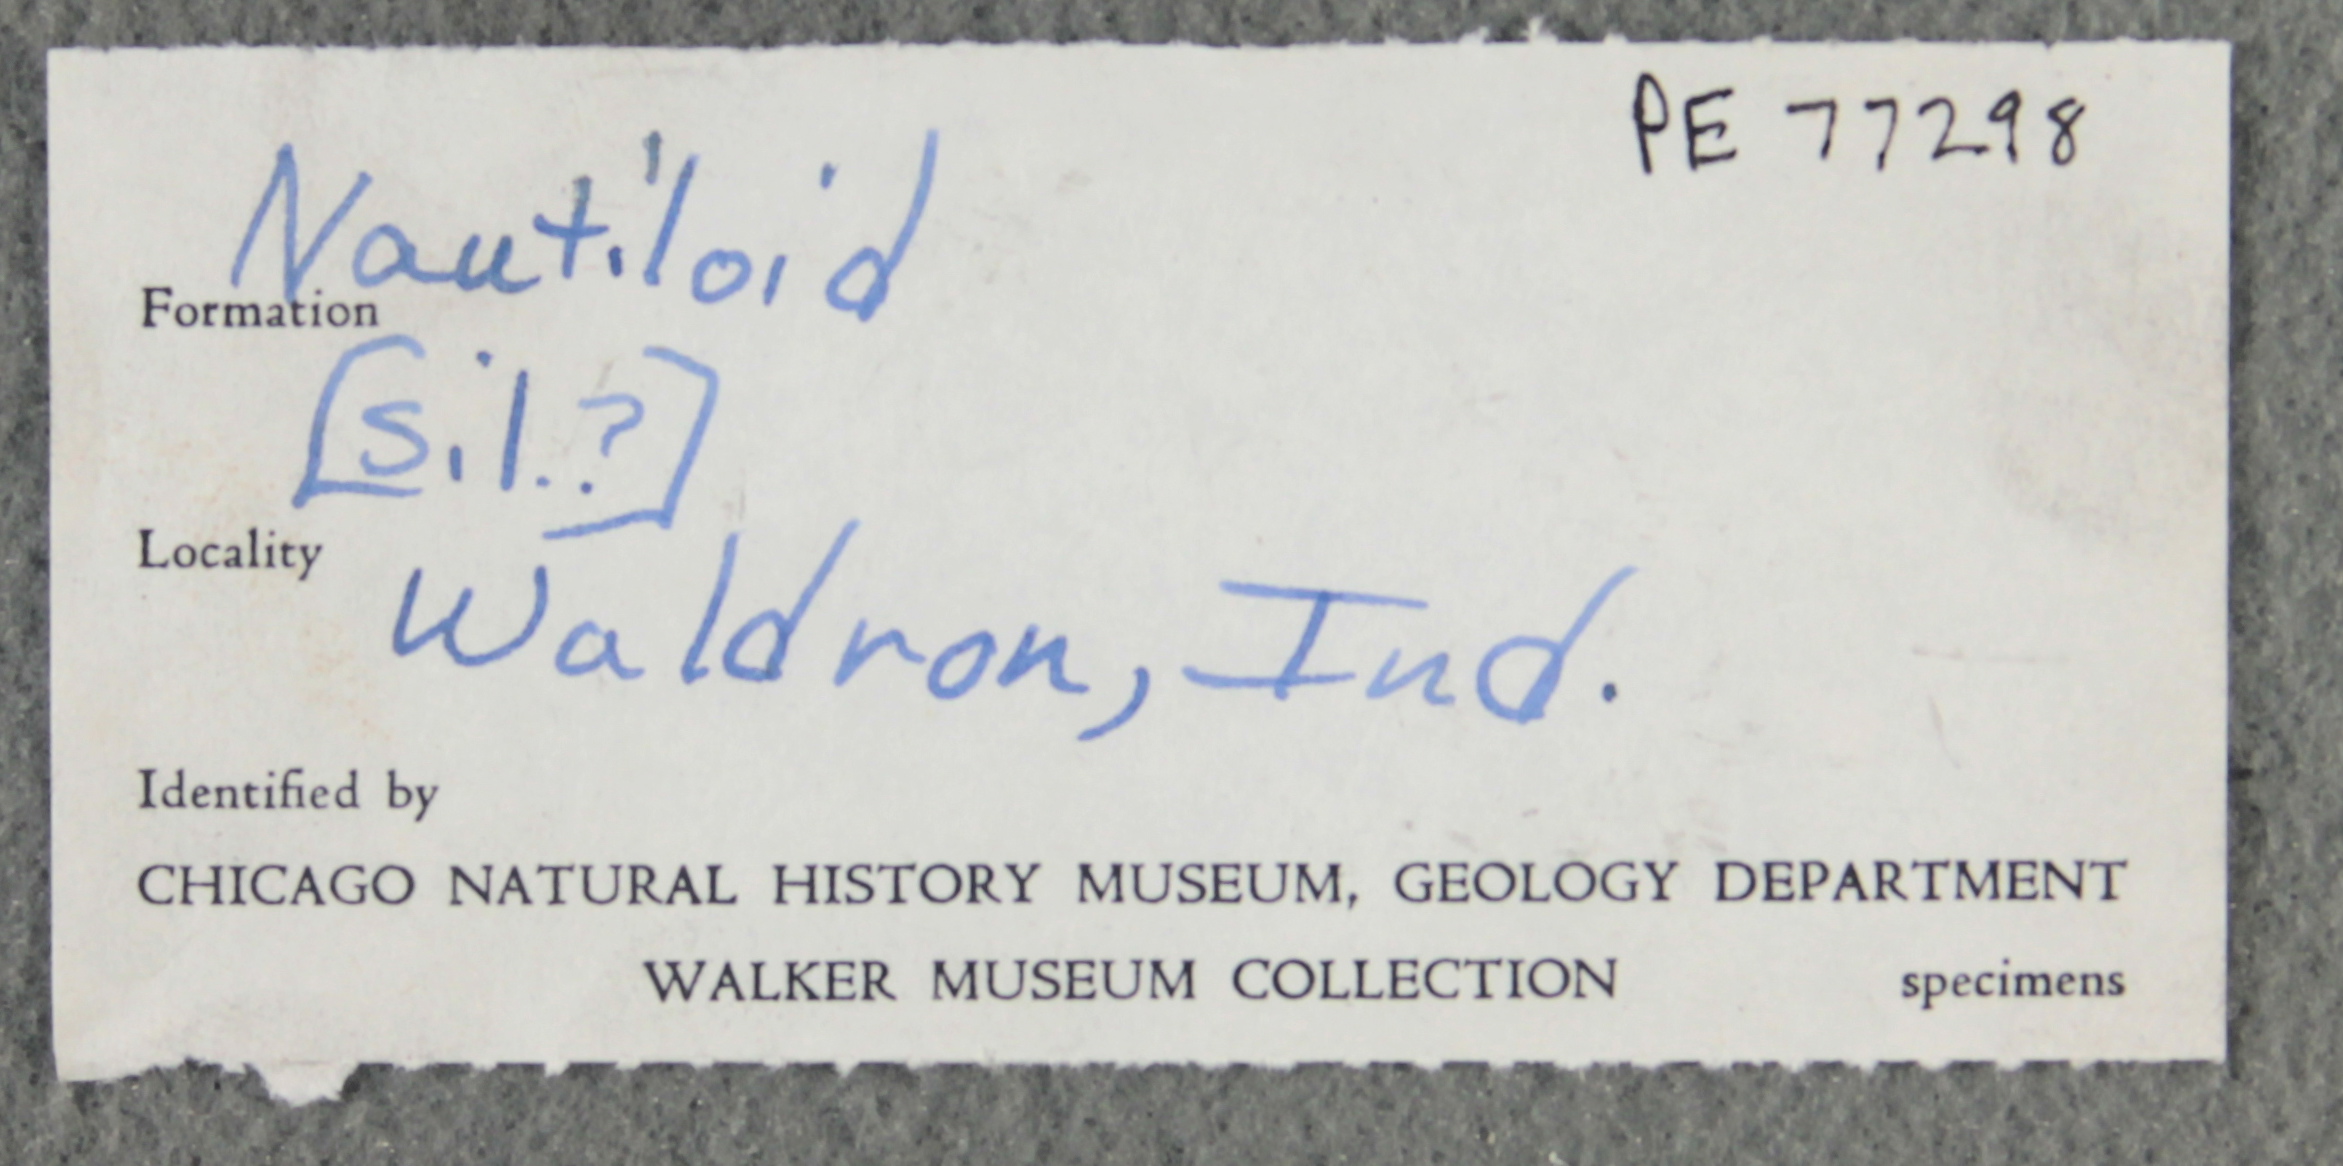 PE 77298
Nautiloid
Formation
[Sil.?]
Locality
Waldron, Ind.
Identified by
CHICAGO NATURAL HISTORY MUSEUM, GEOLOGY DEPARTMENT
WALKER MUSEUM COLLECTION specimens